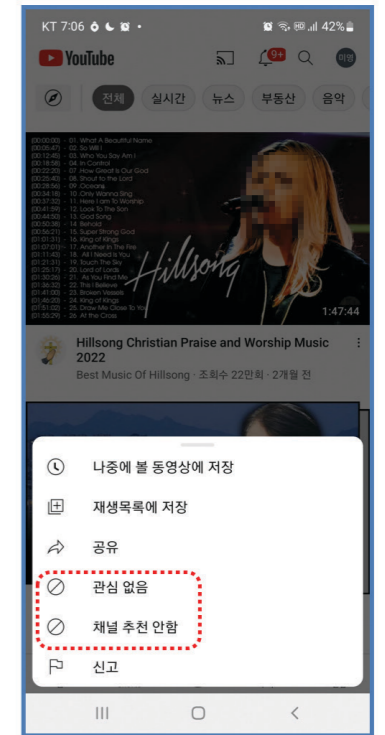 KT 7:06
42%
YouTube
9+
미영
전체 실시간 뉴스 부동산 음악
(00:00:00) - 01. What A Beautiful Name
(00:05:47) - 02. So Will I
(00:12:45) - 03. Who You Say Am I
(00:18:58) - 04. In Control
(00:22:20) - 07. How Great Is Our God
(00:25:40) - 08. Shout to the Lord
(00:28:56) - 09. Oceans
(00:34:18) - 10. Only Wanna Sing
(00:37:32) - 11. Here I am To Worship
(00:41:59) - 12. Look To The Son
(00:44:50) - 13. God Song
(00:50:38) - 14. Behold
(00:56:21) - 15. Super Strong God
(01:01:31) - 16. King of Kings
(01:07:01) - 17. Another In The Fire
(01:11:43) - 18. All I Need Is You
(01:21:31) - 19. Touch The Sky
(01:25:17) - 20. Lord of Lords
(01:30:26) - 21. As You Find Me
(01:36:32) - 22. This I Believe
(01:41:00) - 23. Broken Vessels
(01:46:20) - 24. King of Kings
(01:51:02) - 25. Draw Me Close To You
(01:55:29) - 26. At the Cross
Hillsong
1:47:44
Hillsong Christian Praise and Worship Music
2022
Best Music Of Hillsong · 조회수 22만회 · 2개월 전
나중에 볼 동영상에 저장
재생목록에 저장
공유
관심 없음
채널 추천 안함
신고